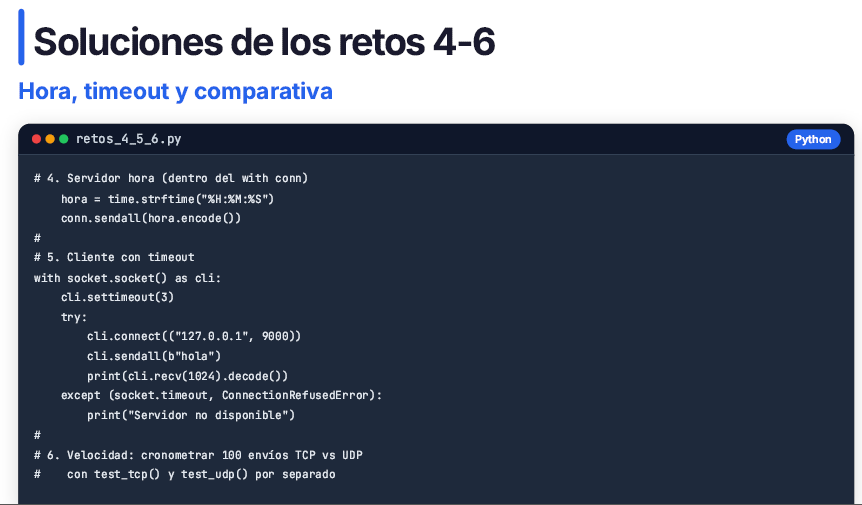 Soluciones de los retos 4-6
Hora, timeout y comparativa
retos_4_5_6.py
Python
# 4. Servidor hora (dentro del with conn)
    hora = time.strftime("%H:%M:%S")
    conn.sendall(hora.encode())
#
# 5. Cliente con timeout
with socket.socket() as cli:
    cli.settimeout(3)
    try:
        cli.connect(("127.0.0.1", 9000))
        cli.sendall(b"hola")
        print(cli.recv(1024).decode())
    except (socket.timeout, ConnectionRefusedError):
        print("Servidor no disponible")
#
# 6. Velocidad: cronometrar 100 envíos TCP vs UDP
#    con test_tcp() y test_udp() por separado